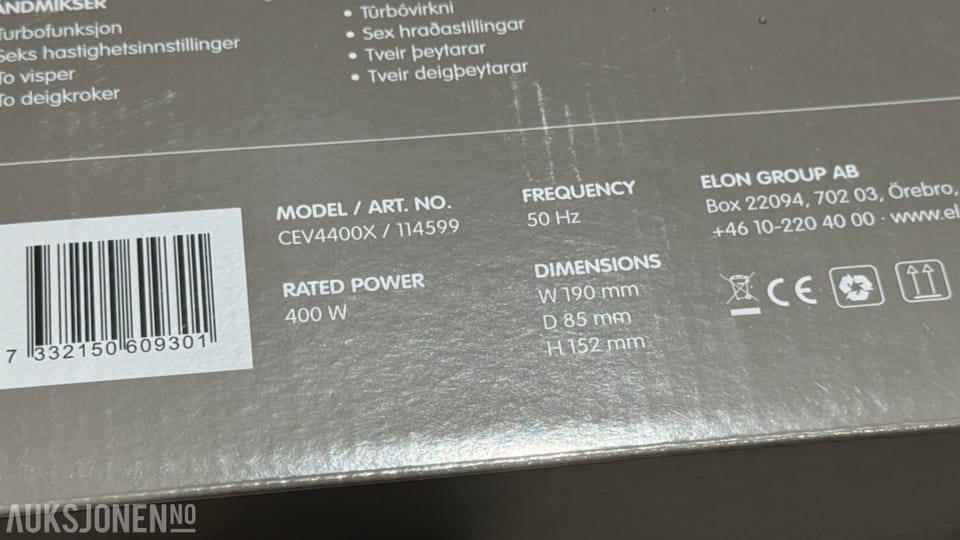 ANDMIKSER
Turbofunksjon
Seks hastighetsinnstillinger
To visper
To deigkroker
• Túrbóvirkni
• Sex hraðastillingar
• Tveir þeytarar
• Tveir deigþeytarar
MODEL / ART. NO.
CEV4400X / 114599
RATED POWER
400 W
FREQUENCY
50 Hz
DIMENSIONS
W 190 mm
D 85 mm
H 152 mm
ELON GROUP AB
Box 22094, 702 03, Örebro,
+46 10-220 40 00 · www.el
CE
7 332150 609301
AUKSJONEN NO